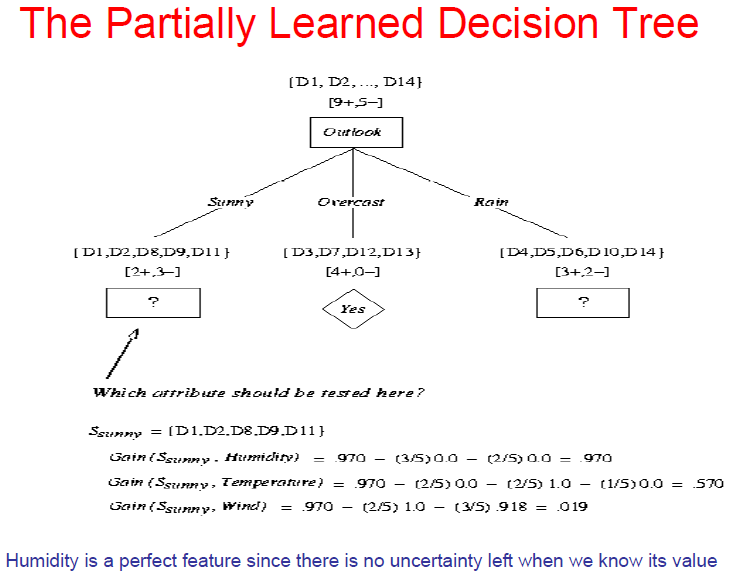 The Partially Learned Decision Tree
{D1, D2, ..., D14}
[9+,5−]
Outlook
Sunny Overcast Rain
{D1,D2,D8,D9,D11} {D3,D7,D12,D13} {D4,D5,D6,D10,D14}
[2+,3−] [4+,0−] [3+,2−]
? Yes ?
Which attribute should be tested here?
Ssunny = {D1,D2,D8,D9,D11}
Gain (Ssunny , Humidity) = .970 − (3/5) 0.0 − (2/5) 0.0 = .970
Gain (Ssunny , Temperature) = .970 − (2/5) 0.0 − (2/5) 1.0 − (1/5) 0.0 = .570
Gain (Ssunny , Wind) = .970 − (2/5) 1.0 − (3/5) .918 = .019
Humidity is a perfect feature since there is no uncertainty left when we know its value